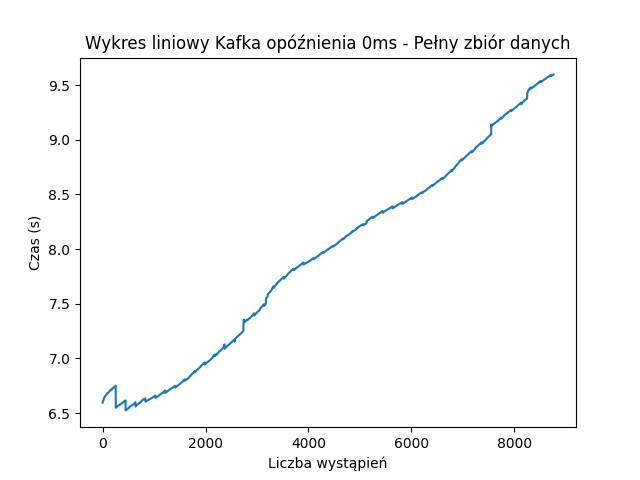 Wykres liniowy Kafka opóźnienia 0ms - Pełny zbiór danych
9.5
9.0
8.5
8.0
7.5
7.0
6.5
Czas (s)
0 2000 4000 6000 8000
Liczba wystąpień